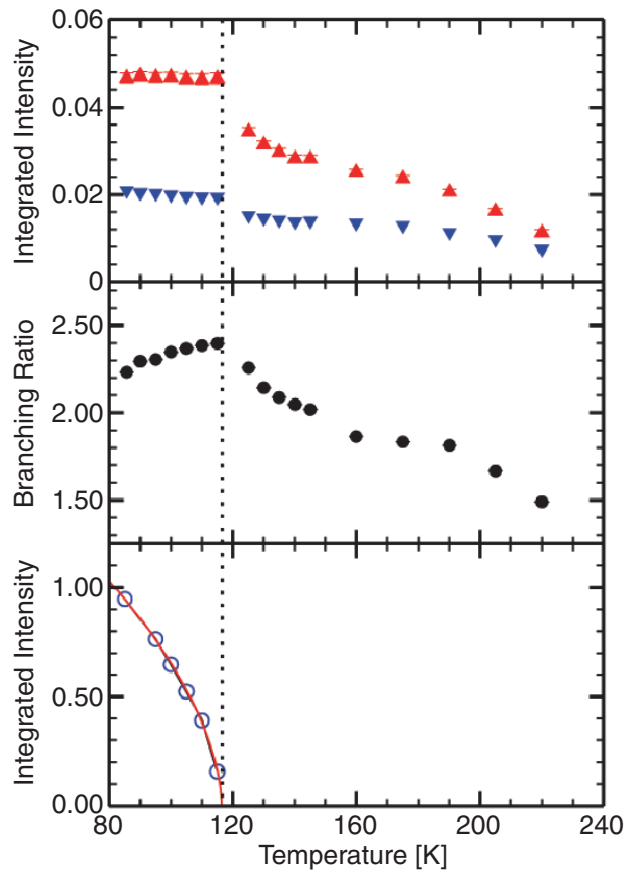 0.06
0.04
0.02
0
Integrated Intensity
2.50
2.00
1.50
Branching Ratio
1.00
0.50
0.00
Integrated Intensity
80 120 160 200 240
Temperature [K]